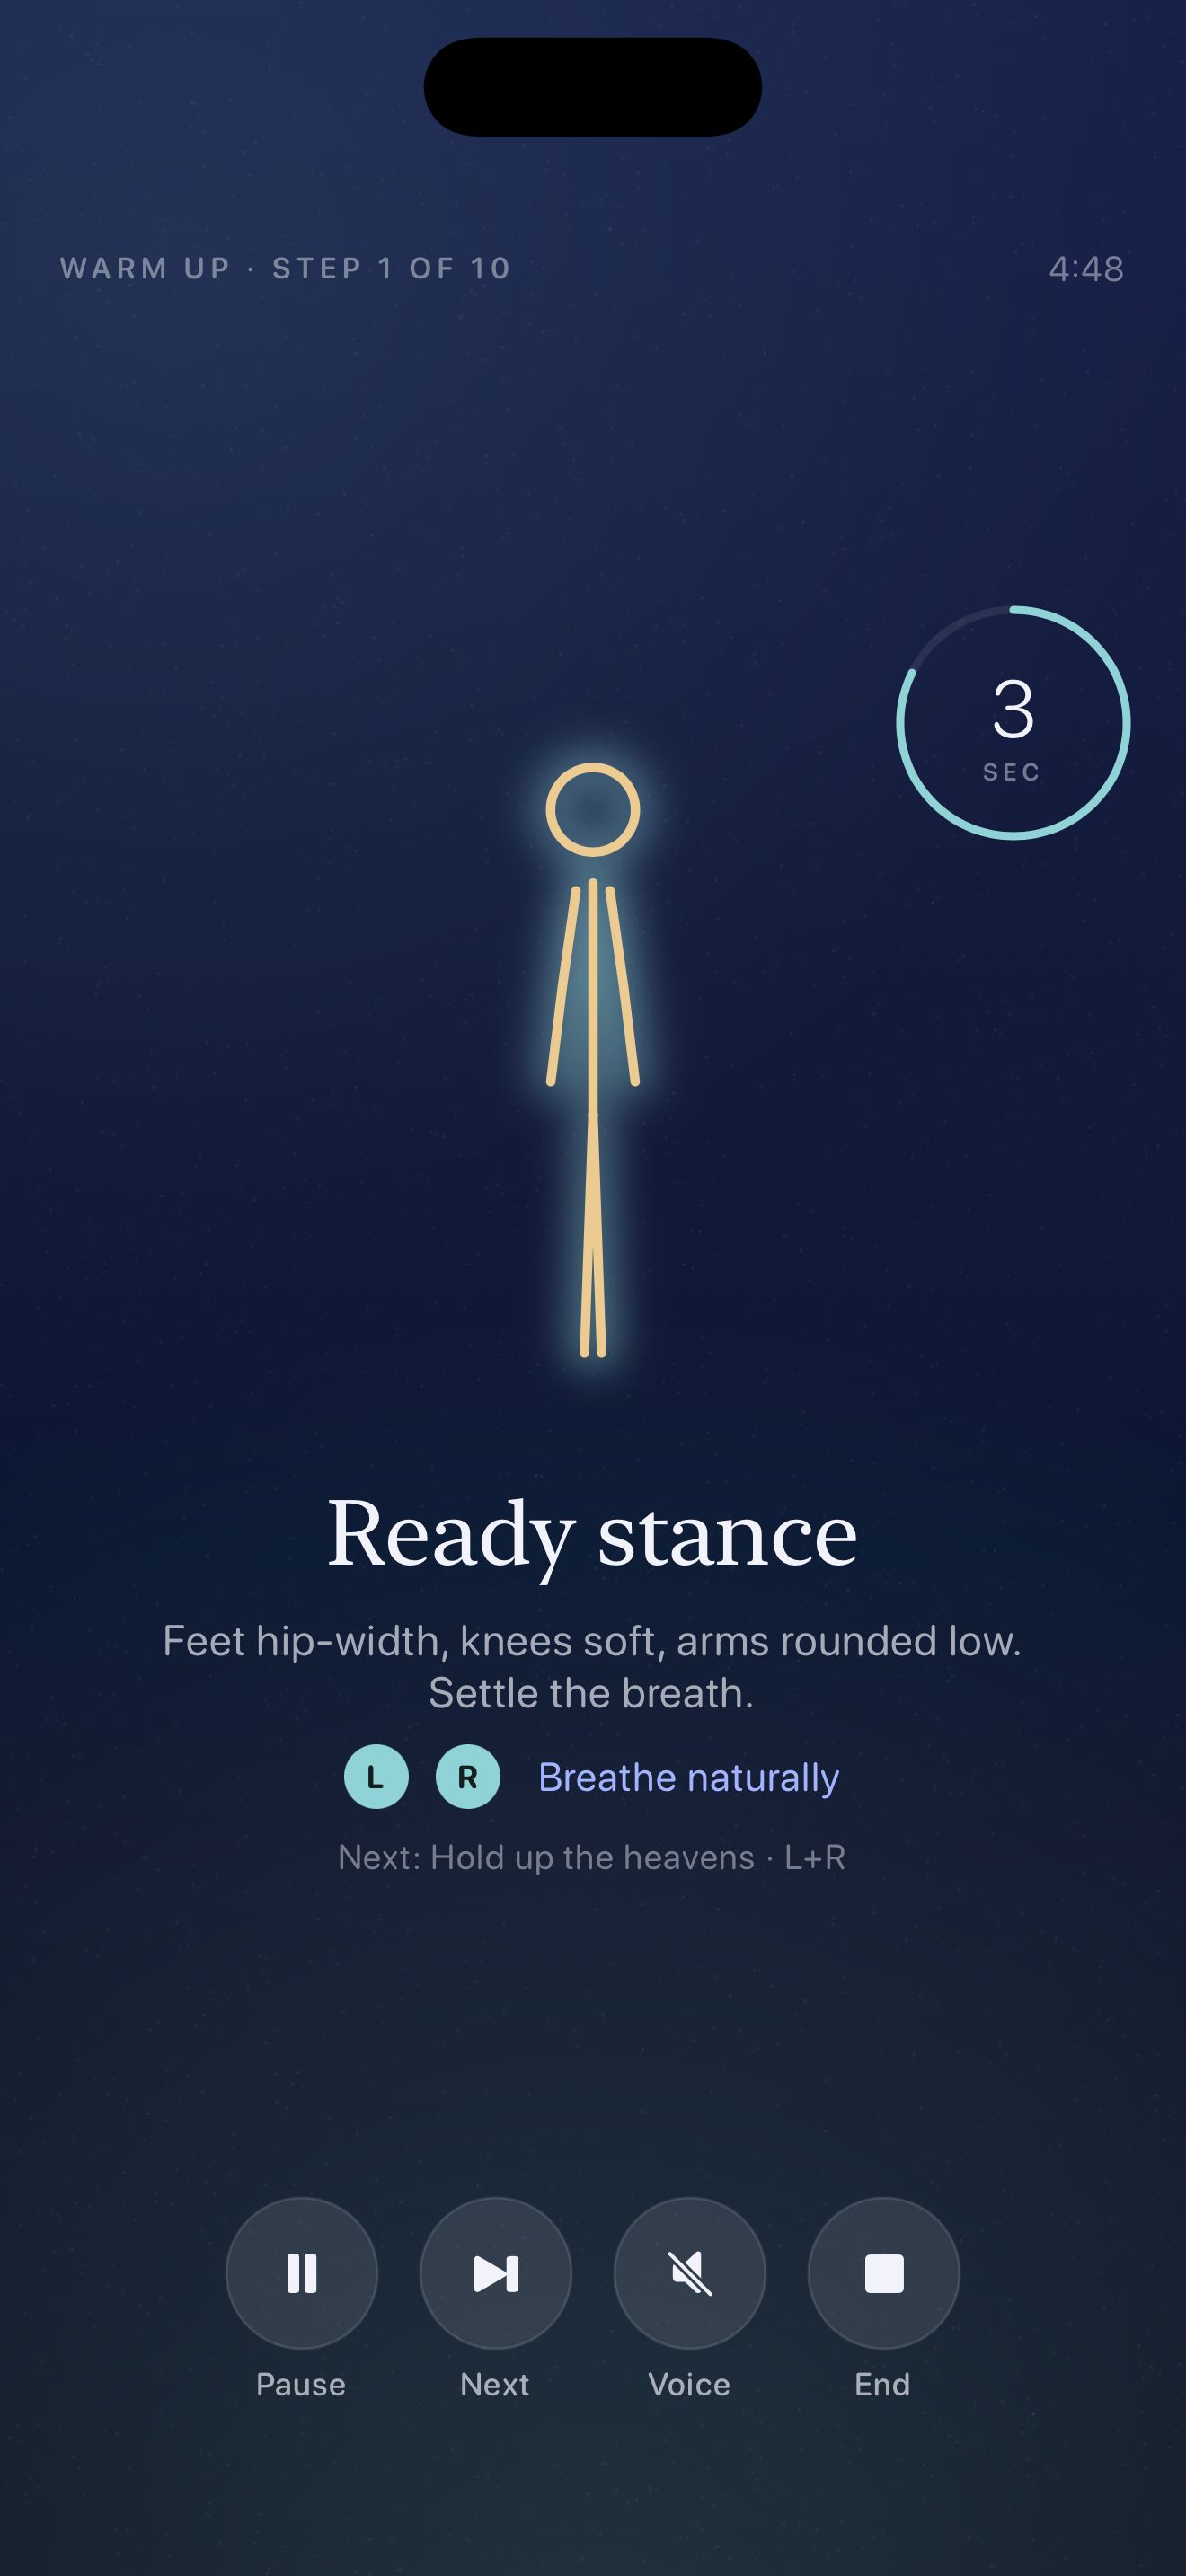 WARM UP · STEP 1 OF 10
4:48
3
SEC
Ready stance
Feet hip-width, knees soft, arms rounded low.
Settle the breath.
L R Breathe naturally
Next: Hold up the heavens · L+R
Pause Next Voice End